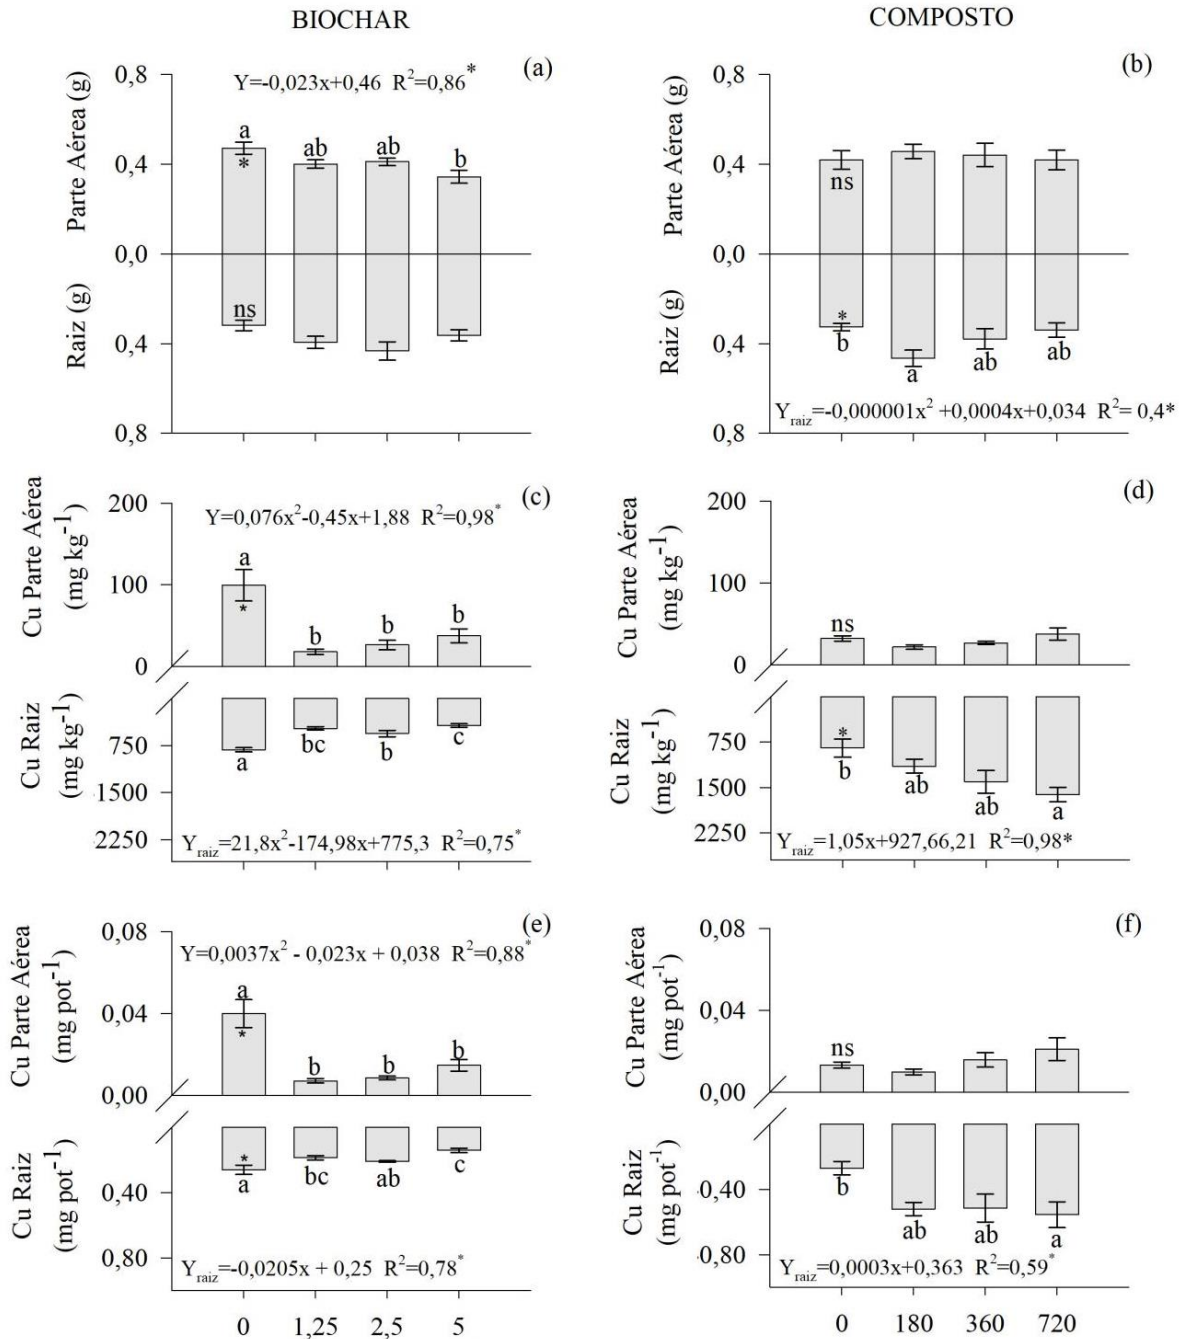 BIOCHAR
COMPOSTO
(a)
Y=-0,023x+0,46 R²=0,86*
Parte Aérea (g)
0,8
0,4
0,0
a
*
ab
ab
b
Raiz (g)
0,4
0,8
ns
(b)
Parte Aérea (g)
0,8
0,4
0,0
ns
Raiz (g)
0,4
0,8
*
b
a
ab
ab
Y raiz=-0,000001x² +0,0004x+0,034 R²= 0,4*
(c)
Y=0,076x²-0,45x+1,88 R²=0,98*
Cu Parte Aérea
(mg kg⁻¹)
200
100
0
a
*
b
b
b
Cu Raiz
(mg kg⁻¹)
750
1500
2250
a
bc
b
c
Y raiz=21,8x²-174,98x+775,3 R²=0,75*
(d)
Cu Parte Aérea
(mg kg⁻¹)
200
100
0
ns
Cu Raiz
(mg kg⁻¹)
750
1500
2250
*
b
ab
ab
a
Y raiz=1,05x+927,66,21 R²=0,98*
(e)
Y=0,0037x² - 0,023x + 0,038 R²=0,88*
Cu Parte Aérea
(mg pot⁻¹)
0,08
0,04
0,00
a
*
b
b
b
Cu Raiz
(mg pot⁻¹)
0,40
0,80
*
a
bc
ab
c
Y raiz=-0,0205x + 0,25 R²=0,78*
0 1,25 2,5 5
(f)
Cu Parte Aérea
(mg pot⁻¹)
0,08
0,04
0,00
ns
Cu Raiz
(mg pot⁻¹)
0,40
0,80
b
ab
ab
a
Y raiz=0,0003x+0,363 R²=0,59*
0 180 360 720